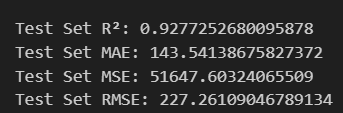 Test Set R²: 0.9277252680095878
Test Set MAE: 143.54138675827372
Test Set MSE: 51647.60324065509
Test Set RMSE: 227.26109046789134